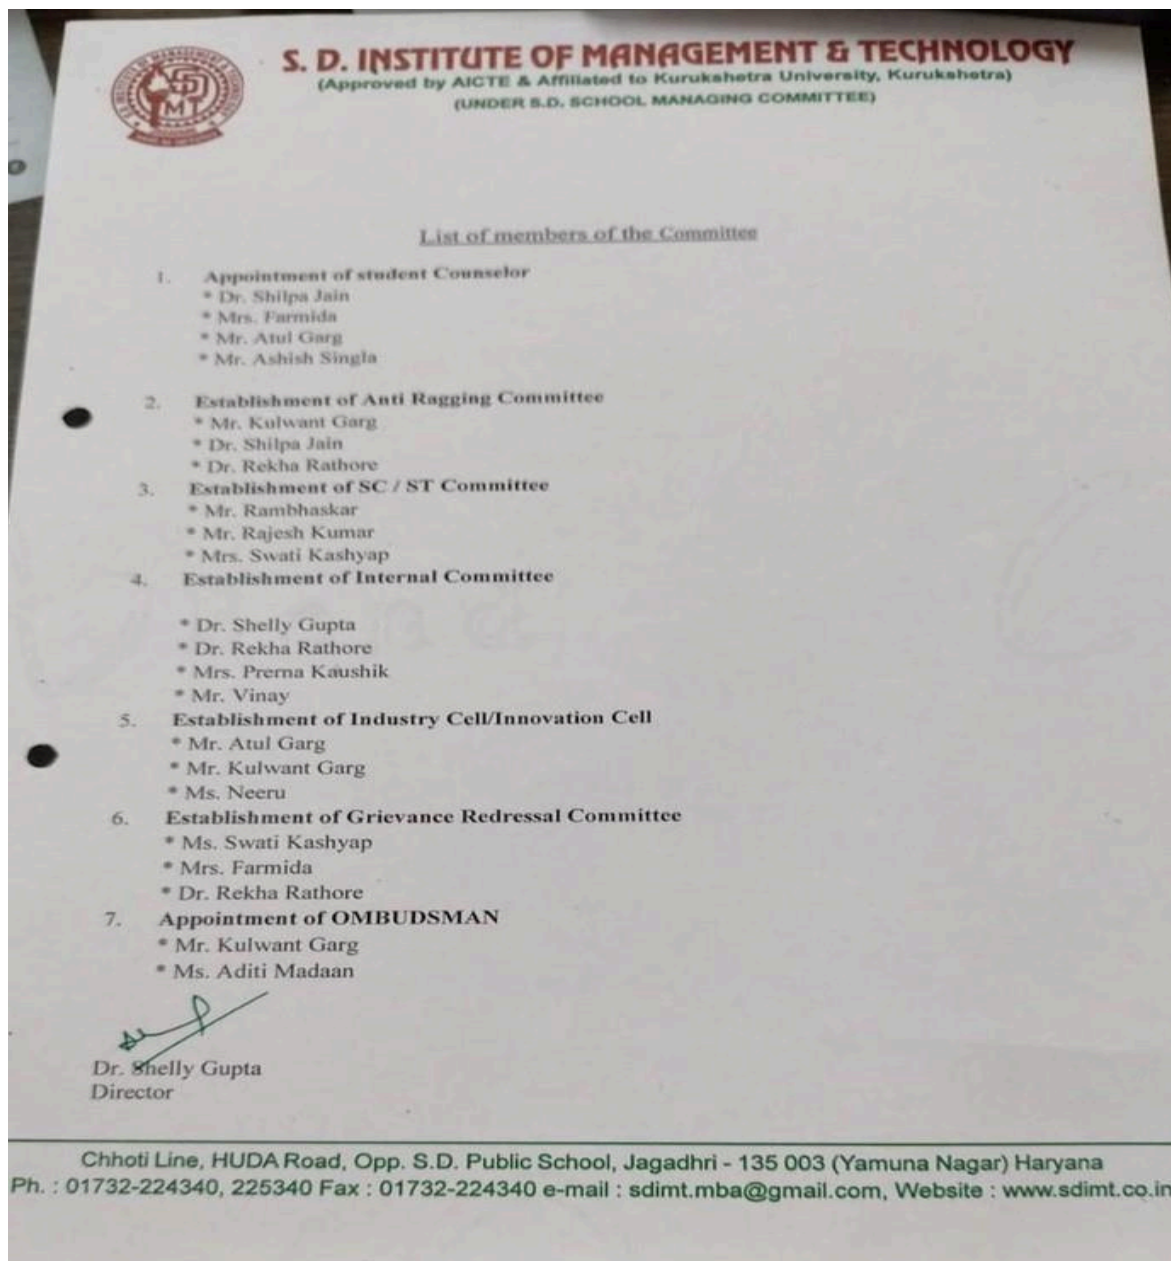 S. D. INSTITUTE OF MANAGEMENT & TECHNOLOGY
(Approved by AICTE & Affiliated to Kurukshetra University, Kurukshetra)
(UNDER S.D. SCHOOL MANAGING COMMITTEE)
SD
IMT
List of members of the Committee
1. Appointment of student Counselor
* Dr. Shilpa Jain
* Mrs. Farmida
* Mr. Atul Garg
* Mr. Ashish Singla
2. Establishment of Anti Ragging Committee
* Mr. Kulwant Garg
* Dr. Shilpa Jain
* Dr. Rekha Rathore
3. Establishment of SC / ST Committee
* Mr. Rambhaskar
* Mr. Rajesh Kumar
* Mrs. Swati Kashyap
4. Establishment of Internal Committee
* Dr. Shelly Gupta
* Dr. Rekha Rathore
* Mrs. Prerna Kaushik
* Mr. Vinay
5. Establishment of Industry Cell/Innovation Cell
* Mr. Atul Garg
* Mr. Kulwant Garg
* Ms. Neeru
6. Establishment of Grievance Redressal Committee
* Ms. Swati Kashyap
* Mrs. Farmida
* Dr. Rekha Rathore
7. Appointment of OMBUDSMAN
* Mr. Kulwant Garg
* Ms. Aditi Madaan
Dr. Shelly Gupta
Director
Chhoti Line, HUDA Road, Opp. S.D. Public School, Jagadhri - 135 003 (Yamuna Nagar) Haryana
Ph. : 01732-224340, 225340 Fax : 01732-224340 e-mail : sdimt.mba@gmail.com, Website : www.sdimt.co.in